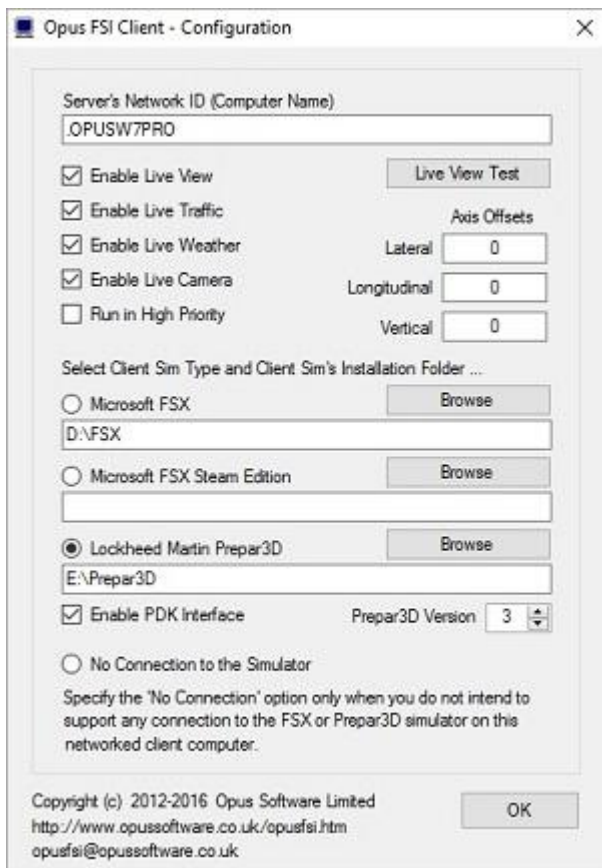 Opus FSI Client - Configuration
Server's Network ID (Computer Name)
.OPUSW7PRO
Enable Live View
Live View Test
Enable Live Traffic
Axis Offsets
Enable Live Weather
Lateral 0
Enable Live Camera
Longitudinal 0
Run in High Priority
Vertical 0
Select Client Sim Type and Client Sim's Installation Folder ...
Microsoft FSX
Browse
D:\FSX
Microsoft FSX Steam Edition
Browse
Lockheed Martin Prepar3D
Browse
E:\Prepar3D
Enable PDK Interface
Prepar3D Version 3
No Connection to the Simulator
Specify the 'No Connection' option only when you do not intend to
support any connection to the FSX or Prepar3D simulator on this
networked client computer.
Copyright (c) 2012-2016 Opus Software Limited
http://www.opussoftware.co.uk/opusfsi.htm
opusfsi@opussoftware.co.uk
OK